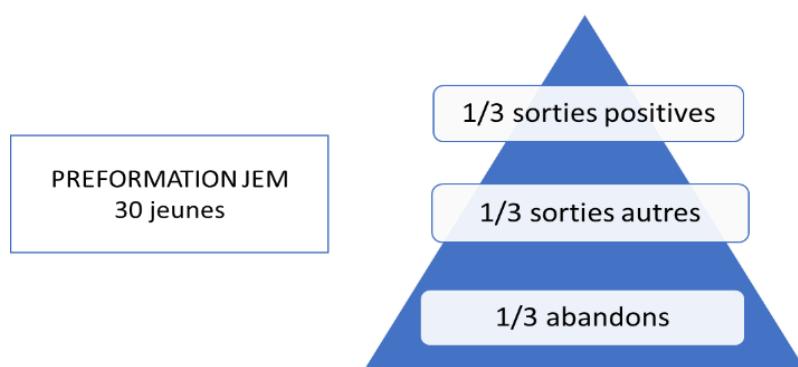 PREFORMATION JEM
30 jeunes
1/3 sorties positives
1/3 sorties autres
1/3 abandons